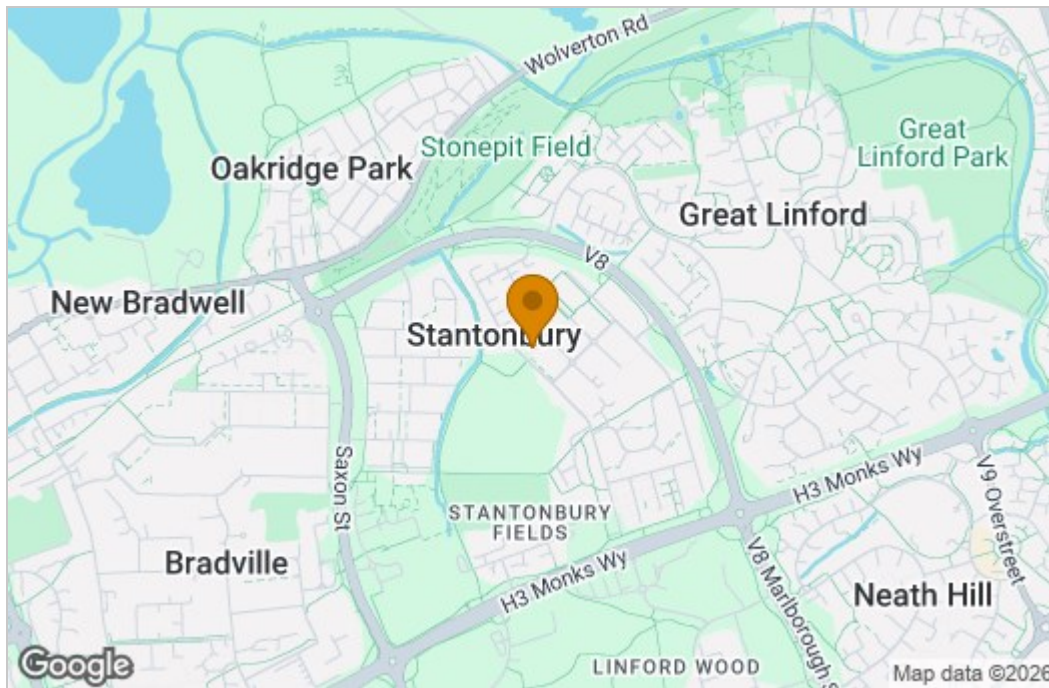 Wolverton Rd
Stonepit Field
Oakridge Park
Great
Linford Park
Great Linford
V8
New Bradwell
Stantonbury
Saxon St
H3 Monks Wy
V9 Overstreet
STANTONBURY
FIELDS
Bradville
H3 Monks Wy
V8 Marlborough S
Neath Hill
LINFORD WOOD
Google
Map data ©2026